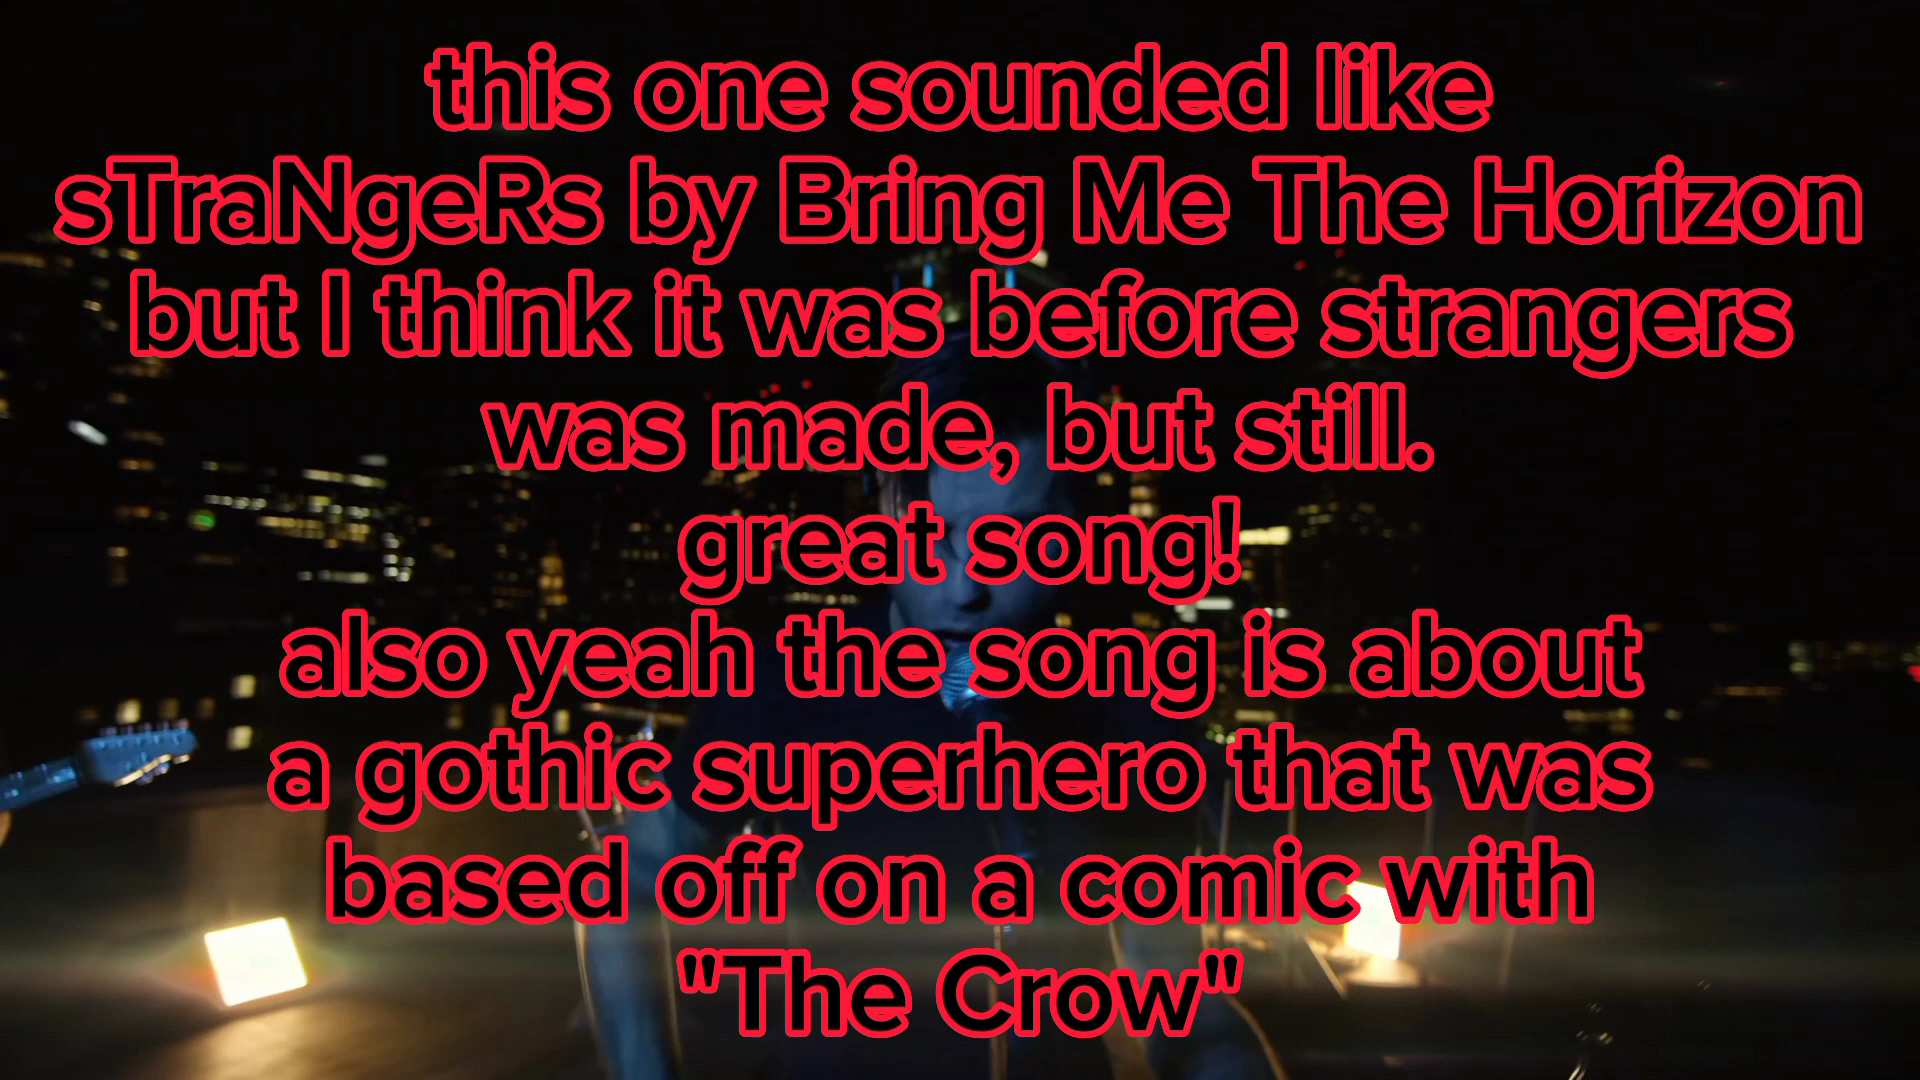 this one sounded like
sTraNgeRs by Bring Me The Horizon
but I think it was before strangers
was made, but still.
great song!
also yeah the song is about
a gothic superhero that was
based off on a comic with
"The Crow"